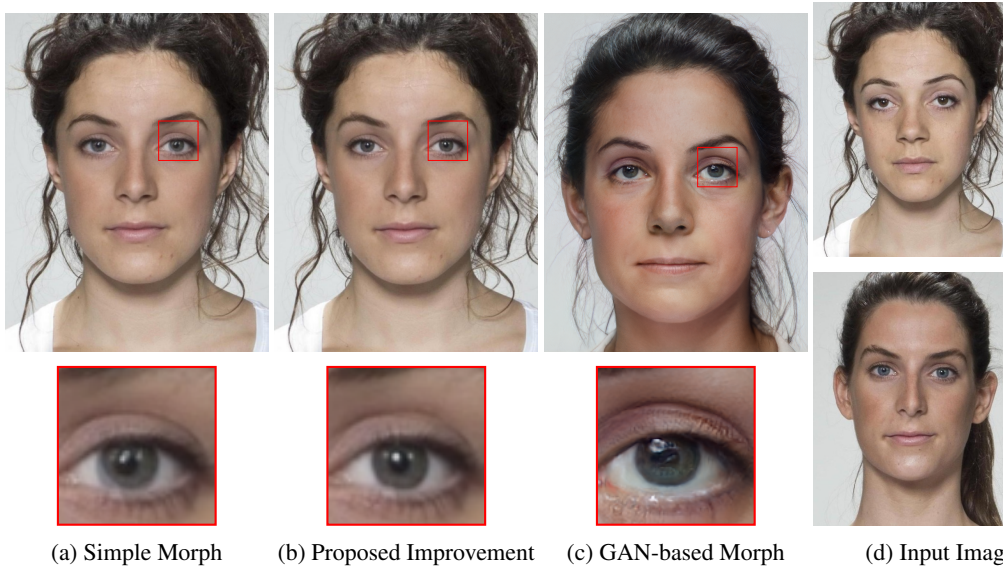 (a) Simple Morph
(b) Proposed Improvement
(c) GAN-based Morph
(d) Input Imag